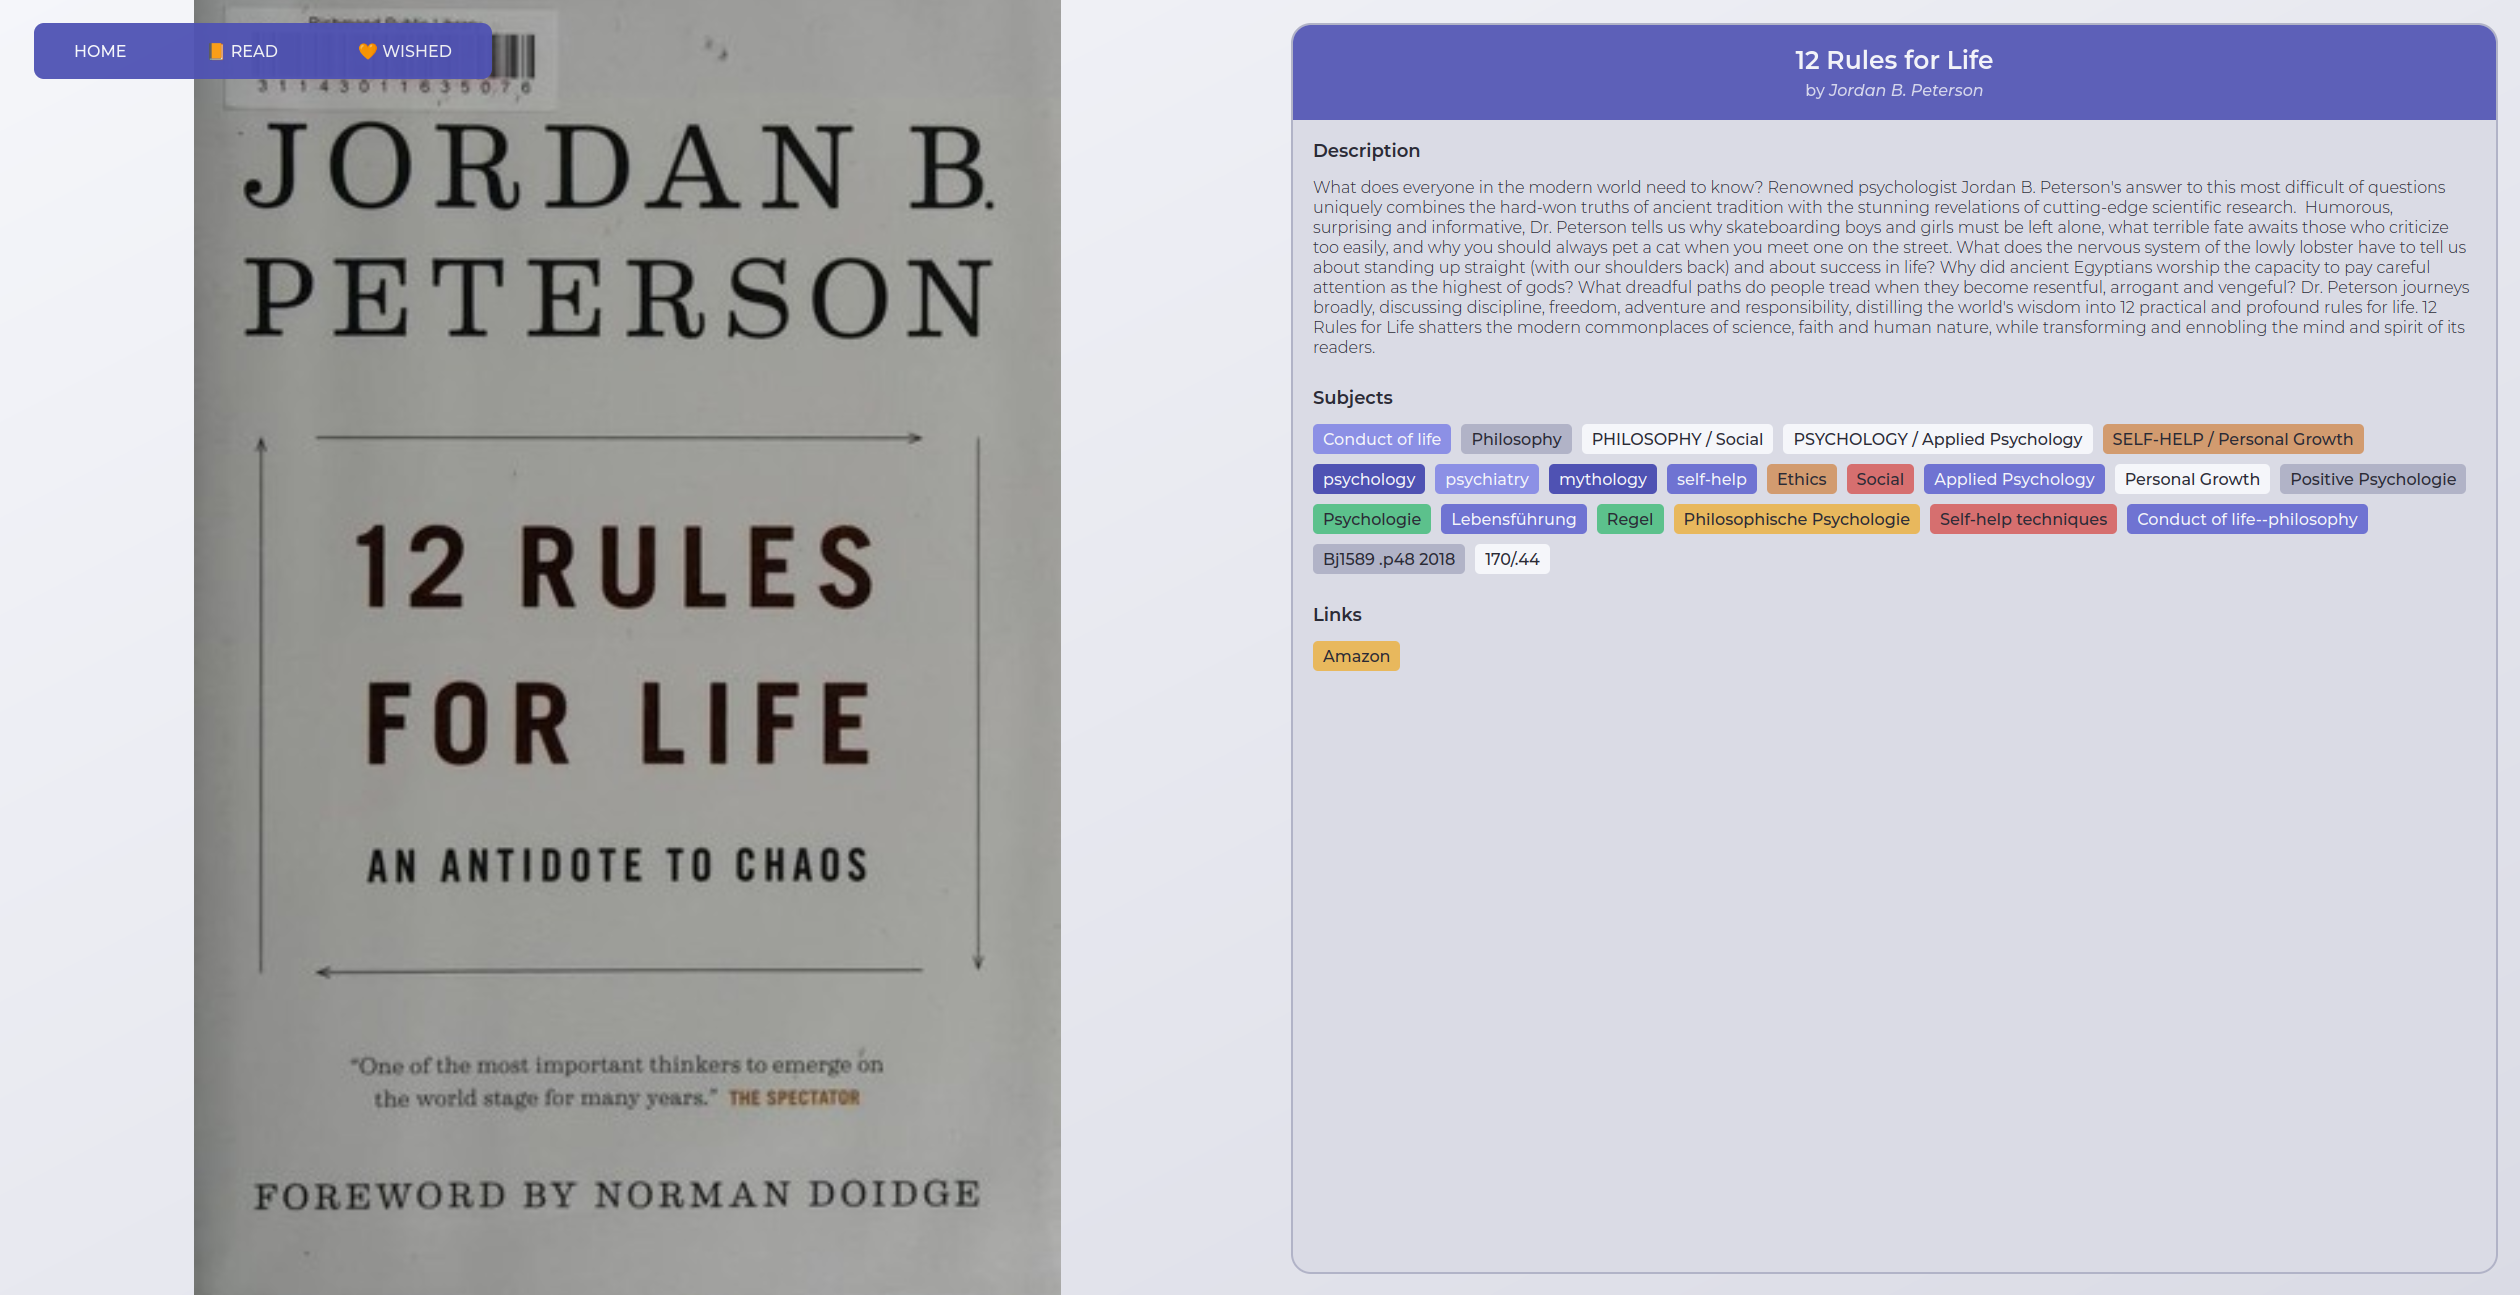 HOME
📙 READ
🧡 WISHED
3 1 1 4 3 0 1 1 6 3 5 0 7 6
JORDAN B.
PETERSON
12 RULES
FOR LIFE
AN ANTIDOTE TO CHAOS
“One of the most important thinkers to emerge on
the world stage for many years.” THE SPECTATOR
FOREWORD BY NORMAN DOIDGE
12 Rules for Life
by Jordan B. Peterson
Description
What does everyone in the modern world need to know? Renowned psychologist Jordan B. Peterson's answer to this most difficult of questions
uniquely combines the hard-won truths of ancient tradition with the stunning revelations of cutting-edge scientific research.  Humorous,
surprising and informative, Dr. Peterson tells us why skateboarding boys and girls must be left alone, what terrible fate awaits those who criticize
too easily, and why you should always pet a cat when you meet one on the street. What does the nervous system of the lowly lobster have to tell us
about standing up straight (with our shoulders back) and about success in life? Why did ancient Egyptians worship the capacity to pay careful
attention as the highest of gods? What dreadful paths do people tread when they become resentful, arrogant and vengeful? Dr. Peterson journeys
broadly, discussing discipline, freedom, adventure and responsibility, distilling the world's wisdom into 12 practical and profound rules for life. 12
Rules for Life shatters the modern commonplaces of science, faith and human nature, while transforming and ennobling the mind and spirit of its
readers.
Subjects
Conduct of life Philosophy PHILOSOPHY / Social PSYCHOLOGY / Applied Psychology SELF-HELP / Personal Growth
psychology psychiatry mythology self-help Ethics Social Applied Psychology Personal Growth Positive Psychologie
Psychologie Lebensführung Regel Philosophische Psychologie Self-help techniques Conduct of life--philosophy
Bj1589 .p48 2018 170/.44
Links
Amazon